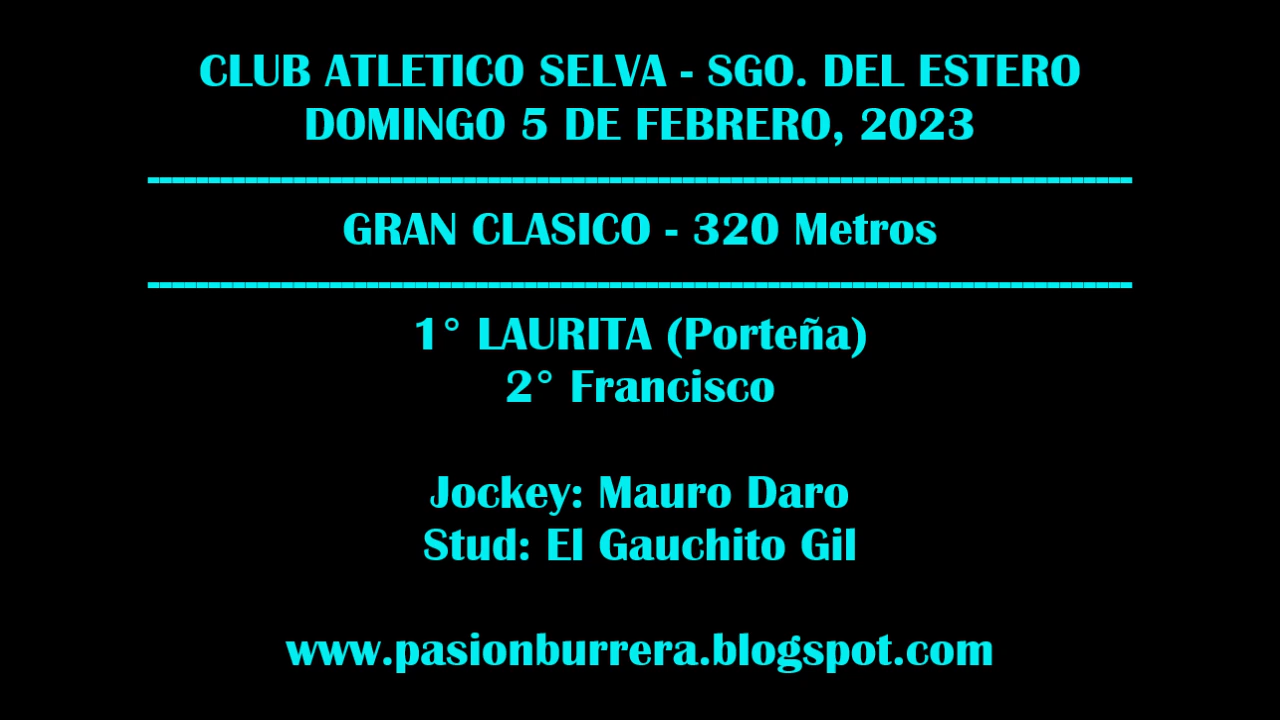 CLUB ATLETICO SELVA - SGO. DEL ESTERO
DOMINGO 5 DE FEBRERO, 2023
GRAN CLASICO - 320 Metros
1° LAURITA (Porteña)
2° Francisco
Jockey: Mauro Daro
Stud: El Gauchito Gil
www.pasionburrera.blogspot.com